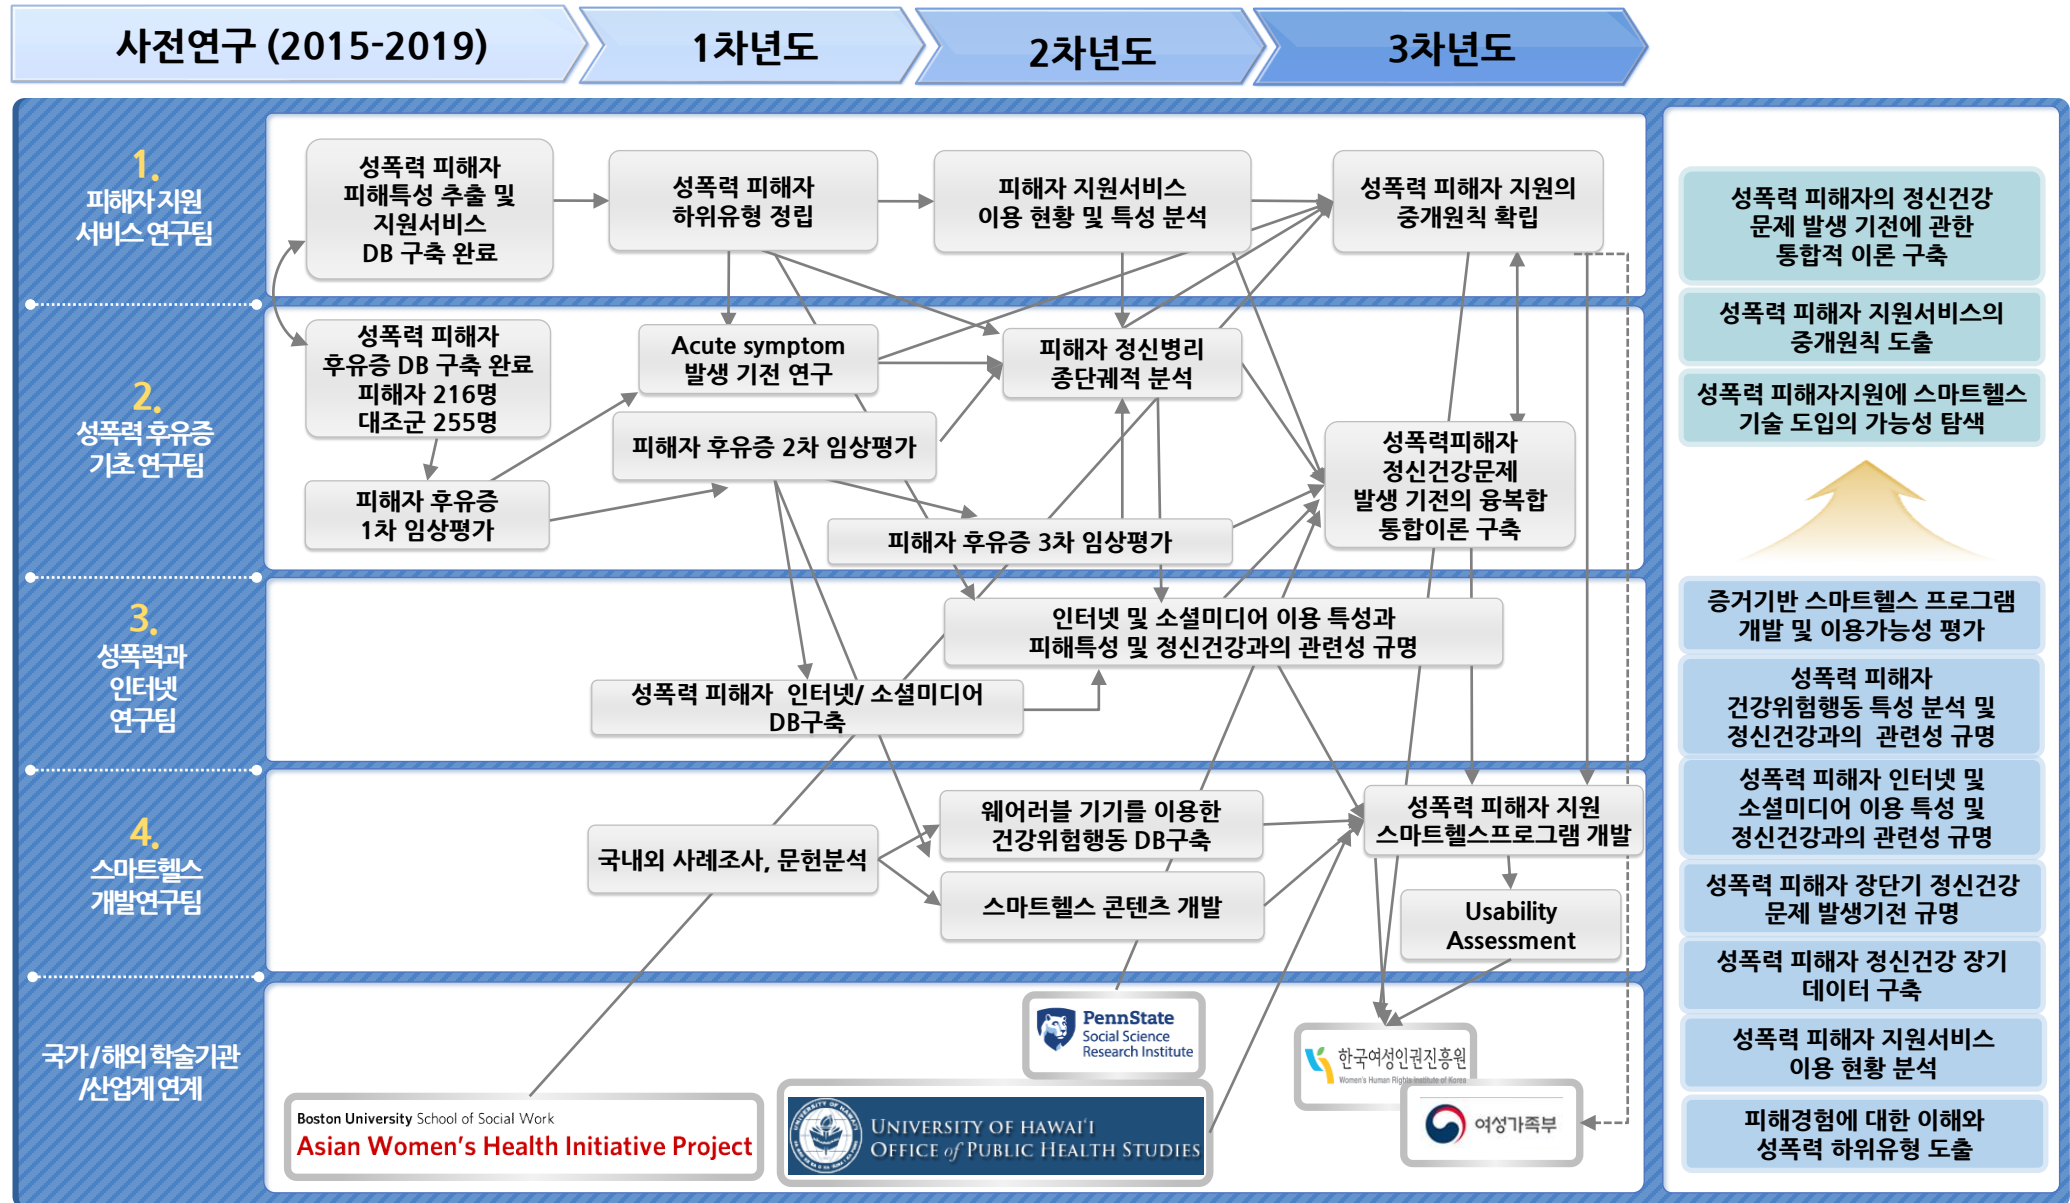 사전연구 (2015-2019)
1차년도
2차년도
3차년도
1.
피해자 지원
서비스 연구팀
성폭력 피해자
피해특성 추출 및
지원서비스
DB 구축 완료
성폭력 피해자
하위유형 정립
피해자 지원서비스
이용 현황 및 특성 분석
성폭력 피해자 지원의
중개원칙 확립
2.
성폭력 후유증
기초 연구팀
성폭력 피해자
후유증 DB 구축 완료
피해자 216명
대조군 255명
피해자 후유증
1차 임상평가
Acute symptom
발생 기전 연구
피해자 후유증 2차 임상평가
피해자 정신병리
종단궤적 분석
피해자 후유증 3차 임상평가
성폭력피해자
정신건강문제
발생 기전의 융복합
통합이론 구축
3.
성폭력과
인터넷
연구팀
인터넷 및 소셜미디어 이용 특성과
피해특성 및 정신건강과의 관련성 규명
성폭력 피해자 인터넷/ 소셜미디어
DB구축
4.
스마트헬스
개발연구팀
국내외 사례조사, 문헌분석
웨어러블 기기를 이용한
건강위험행동 DB구축
스마트헬스 콘텐츠 개발
성폭력 피해자 지원
스마트헬스프로그램 개발
Usability
Assessment
국가 / 해외 학술기관
/산업계 연계
Boston University School of Social Work
Asian Women's Health Initiative Project
PennState
Social Science
Research Institute
UNIVERSITY OF HAWAI'I
OFFICE of PUBLIC HEALTH STUDIES
한국여성인권진흥원
Women's Human Rights Institute of Korea
여성가족부
성폭력 피해자의 정신건강
문제 발생 기전에 관한
통합적 이론 구축
성폭력 피해자 지원서비스의
중개원칙 도출
성폭력 피해자지원에 스마트헬스
기술 도입의 가능성 탐색
증거기반 스마트헬스 프로그램
개발 및 이용가능성 평가
성폭력 피해자
건강위험행동 특성 분석 및
정신건강과의 관련성 규명
성폭력 피해자 인터넷 및
소셜미디어 이용 특성 및
정신건강과의 관련성 규명
성폭력 피해자 장단기 정신건강
문제 발생기전 규명
성폭력 피해자 정신건강 장기
데이터 구축
성폭력 피해자 지원서비스
이용 현황 분석
피해경험에 대한 이해와
성폭력 하위유형 도출